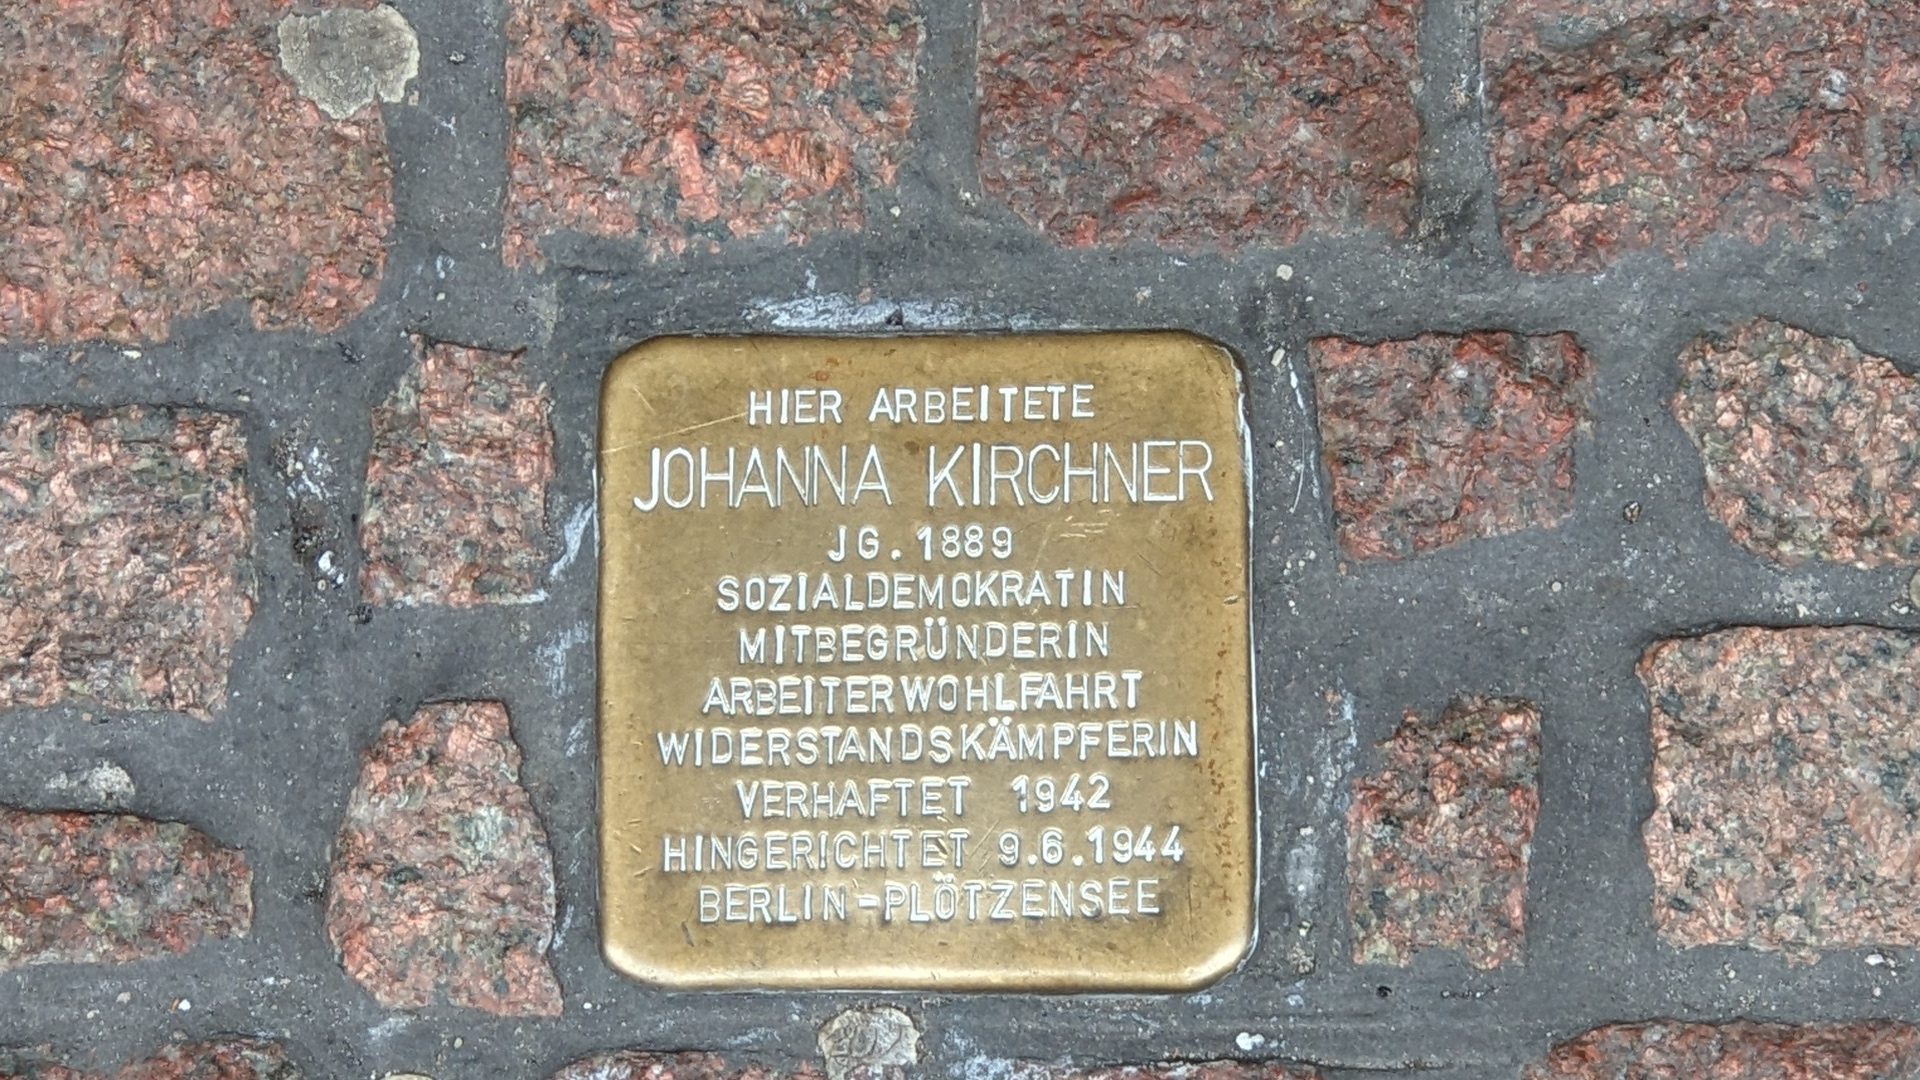 HIER ARBEITETE
JOHANNA KIRCHNER
JG. 1889
SOZIALDEMOKRATIN
MITBEGRÜNDERIN
ARBEITERWOHLFAHRT
WIDERSTANDSKÄMPFERIN
VERHAFTET 1942
HINGERICHTET 9.6.1944
BERLIN-PLÖTZENSEE